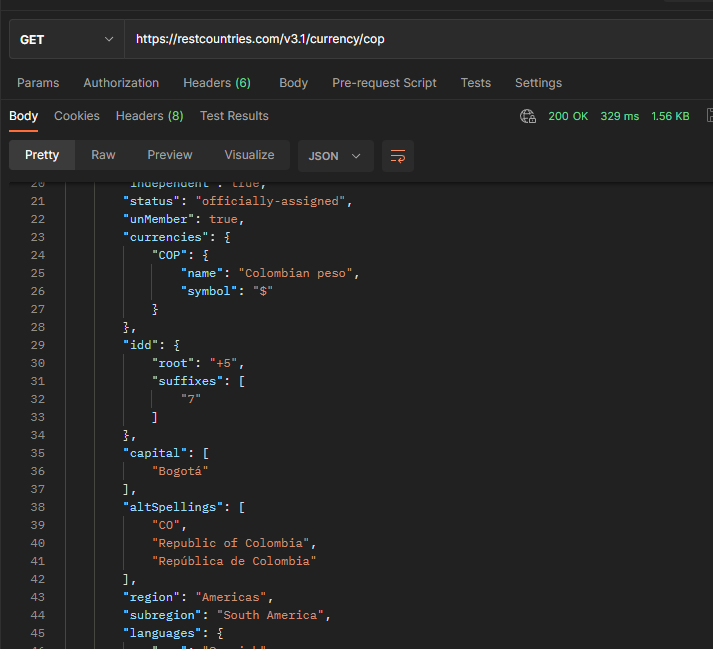 GET https://restcountries.com/v3.1/currency/cop
Params Authorization Headers (6) Body Pre-request Script Tests Settings
Body Cookies Headers (8) Test Results 200 OK 329 ms 1.56 KB
Pretty Raw Preview Visualize JSON
20 "independent": true,
21 "status": "officially-assigned",
22 "unMember": true,
23 "currencies": {
24 "COP": {
25 "name": "Colombian peso",
26 "symbol": "$"
27 }
28 },
29 "idd": {
30 "root": "+5",
31 "suffixes": [
32 "7"
33 ]
34 },
35 "capital": [
36 "Bogotá"
37 ],
38 "altSpellings": [
39 "CO",
40 "Republic of Colombia",
41 "República de Colombia"
42 ],
43 "region": "Americas",
44 "subregion": "South America",
45 "languages": {